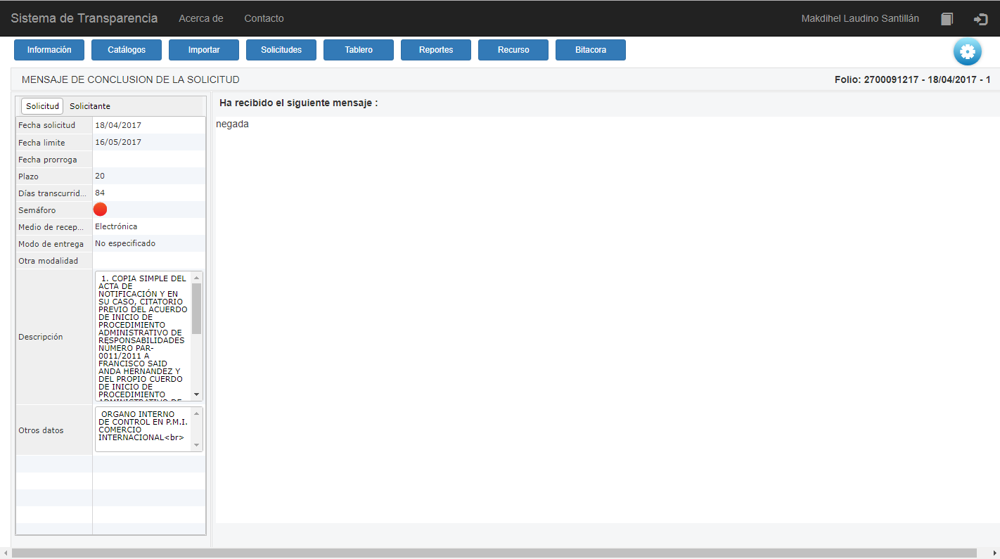 Sistema de Transparencia Acerca de Contacto Makdihel Laudino Santillán
Información Catálogos Importar Solicitudes Tablero Reportes Recurso Bitacora
MENSAJE DE CONCLUSION DE LA SOLICITUD Folio: 2700091217 - 18/04/2017 - 1
Solicitud Solicitante
Ha recibido el siguiente mensaje :
negada
Fecha solicitud 18/04/2017
Fecha limite 16/05/2017
Fecha prorroga
Plazo 20
Días transcurrid... 84
Semáforo
Medio de recep... Electrónica
Modo de entrega No especificado
Otra modalidad
Descripción
1. COPIA SIMPLE DEL
ACTA DE
NOTIFICACIÓN Y EN
SU CASO, CITATORIO
PREVIO DEL ACUERDO
DE INICIO DE
PROCEDIMIENTO
ADMINISTRATIVO DE
RESPONSABILIDADES
NÚMERO PAR-
0011/2011 A
FRANCISCO SAID
ANDA HERNANDEZ Y
DEL PROPIO CUERDO
DE INICIO DE
PROCEDIMIENTO
ADMINISTRATIVO DE
Otros datos
ORGANO INTERNO
DE CONTROL EN P.M.I.
COMERCIO
INTERNACIONAL<br>